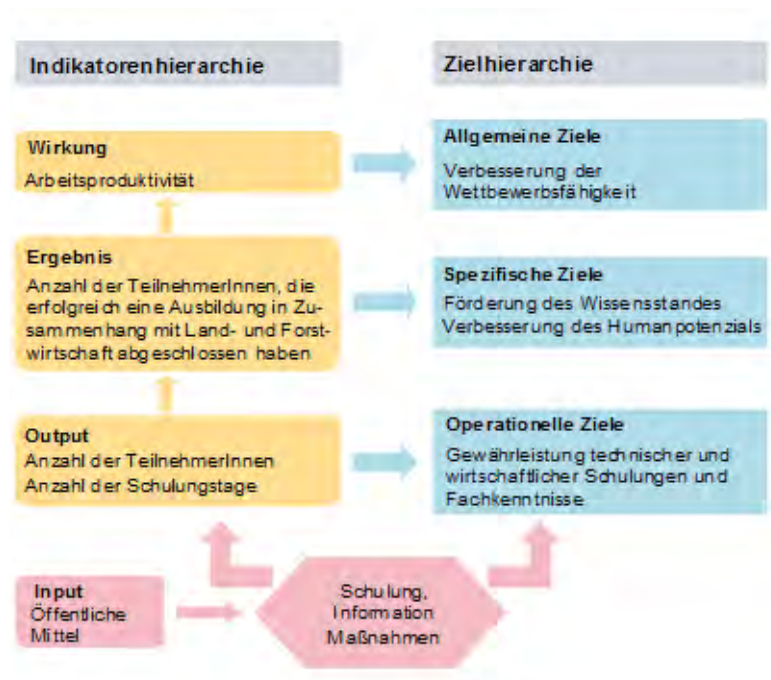 Indikatorenhierarchie
Zielhierarchie
Wirkung
Arbeitsproduktivität
Allgemeine Ziele
Verbesserung der
Wettbewerbsfähigkeit
Ergebnis
Anzahl der TeilnehmerInnen, die
erfolgreich eine Ausbildung in Zu-
sammenhang mit Land- und Forst-
wirtschaft abgeschlossen haben
Spezifische Ziele
Förderung des Wissensstandes
Verbesserung des Humanpotenzials
Output
Anzahl der TeilnehmerInnen
Anzahl der Schulungstage
Operationelle Ziele
Gewährleistung technischer und
wirtschaftlicher Schulungen und
Fachkenntnisse
Input
Öffentliche
Mittel
Schulung,
Information
Maßnahmen